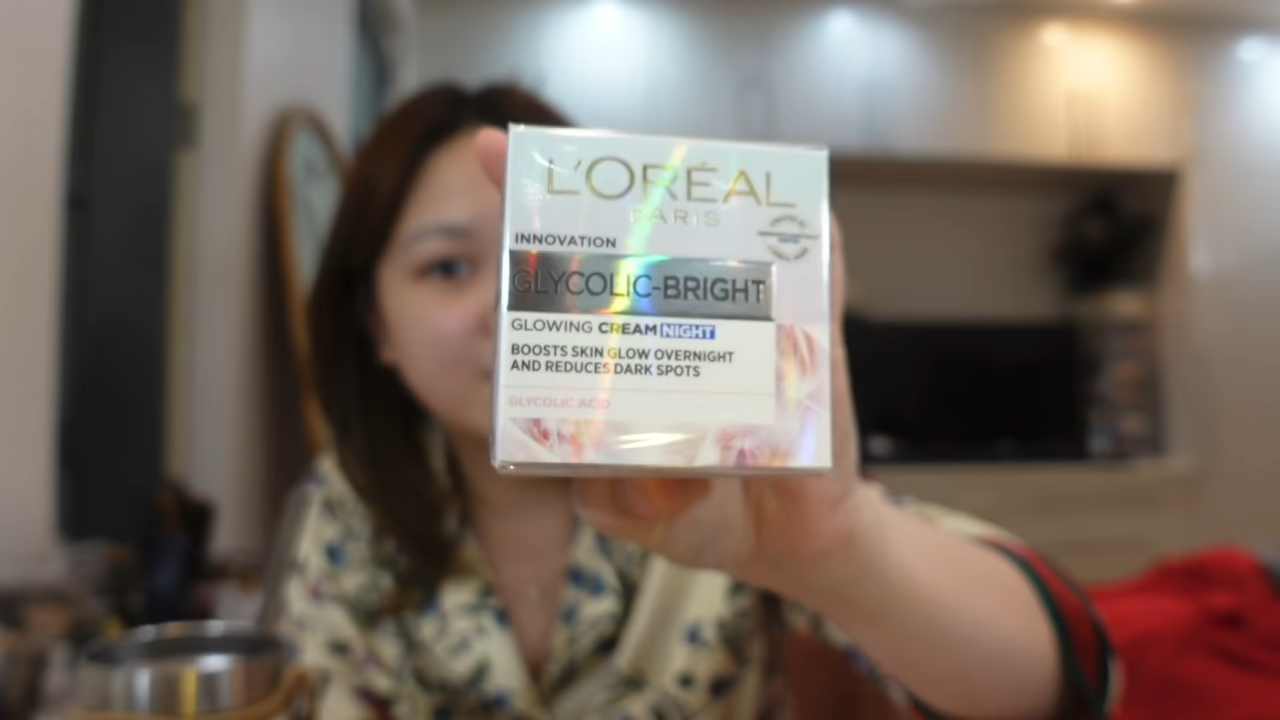 L'ORÉAL
PARIS
INNOVATION
GLYCOLIC-BRIGHT
GLOWING CREAM NIGHT
BOOSTS SKIN GLOW OVERNIGHT
AND REDUCES DARK SPOTS
GLYCOLIC ACID